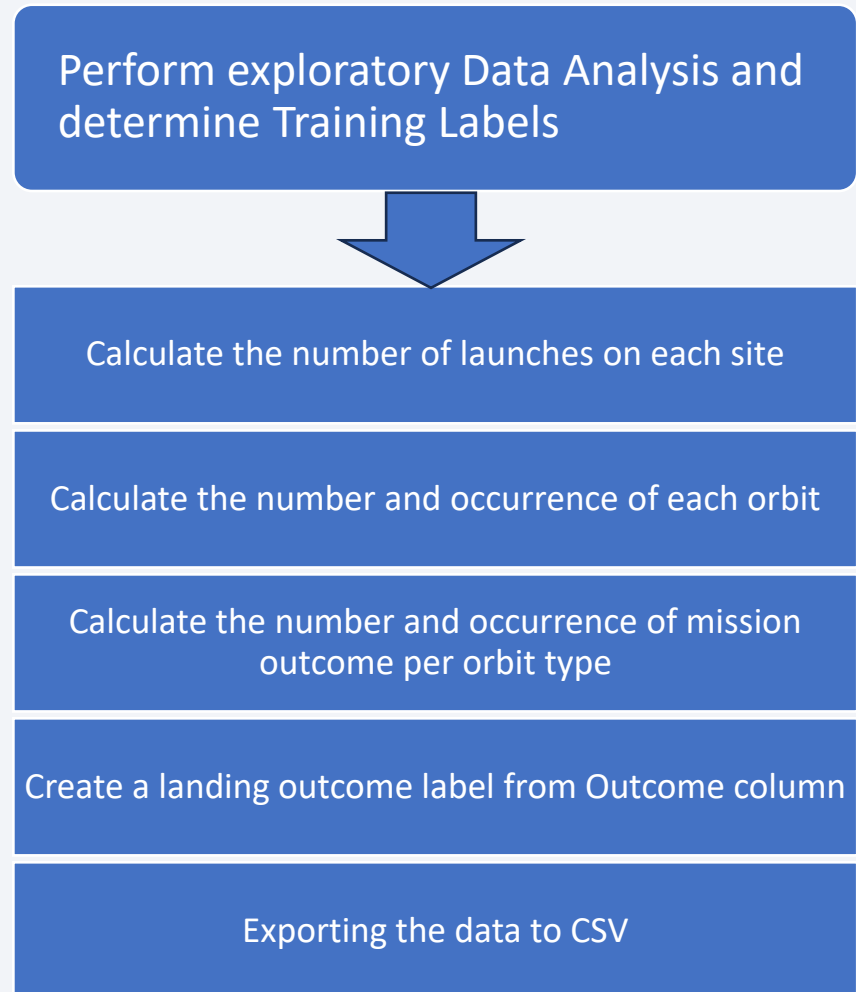 Perform exploratory Data Analysis and
determine Training Labels
Calculate the number of launches on each site
Calculate the number and occurrence of each orbit
Calculate the number and occurrence of mission
outcome per orbit type
Create a landing outcome label from Outcome column
Exporting the data to CSV